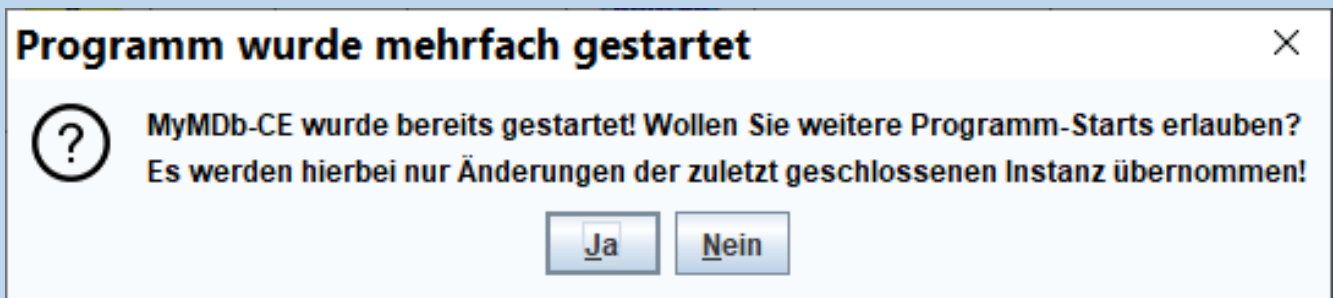 Programm wurde mehrfach gestartet
MyMDb-CE wurde bereits gestartet! Wollen Sie weitere Programm-Starts erlauben?
Es werden hierbei nur Änderungen der zuletzt geschlossenen Instanz übernommen!
Ja Nein